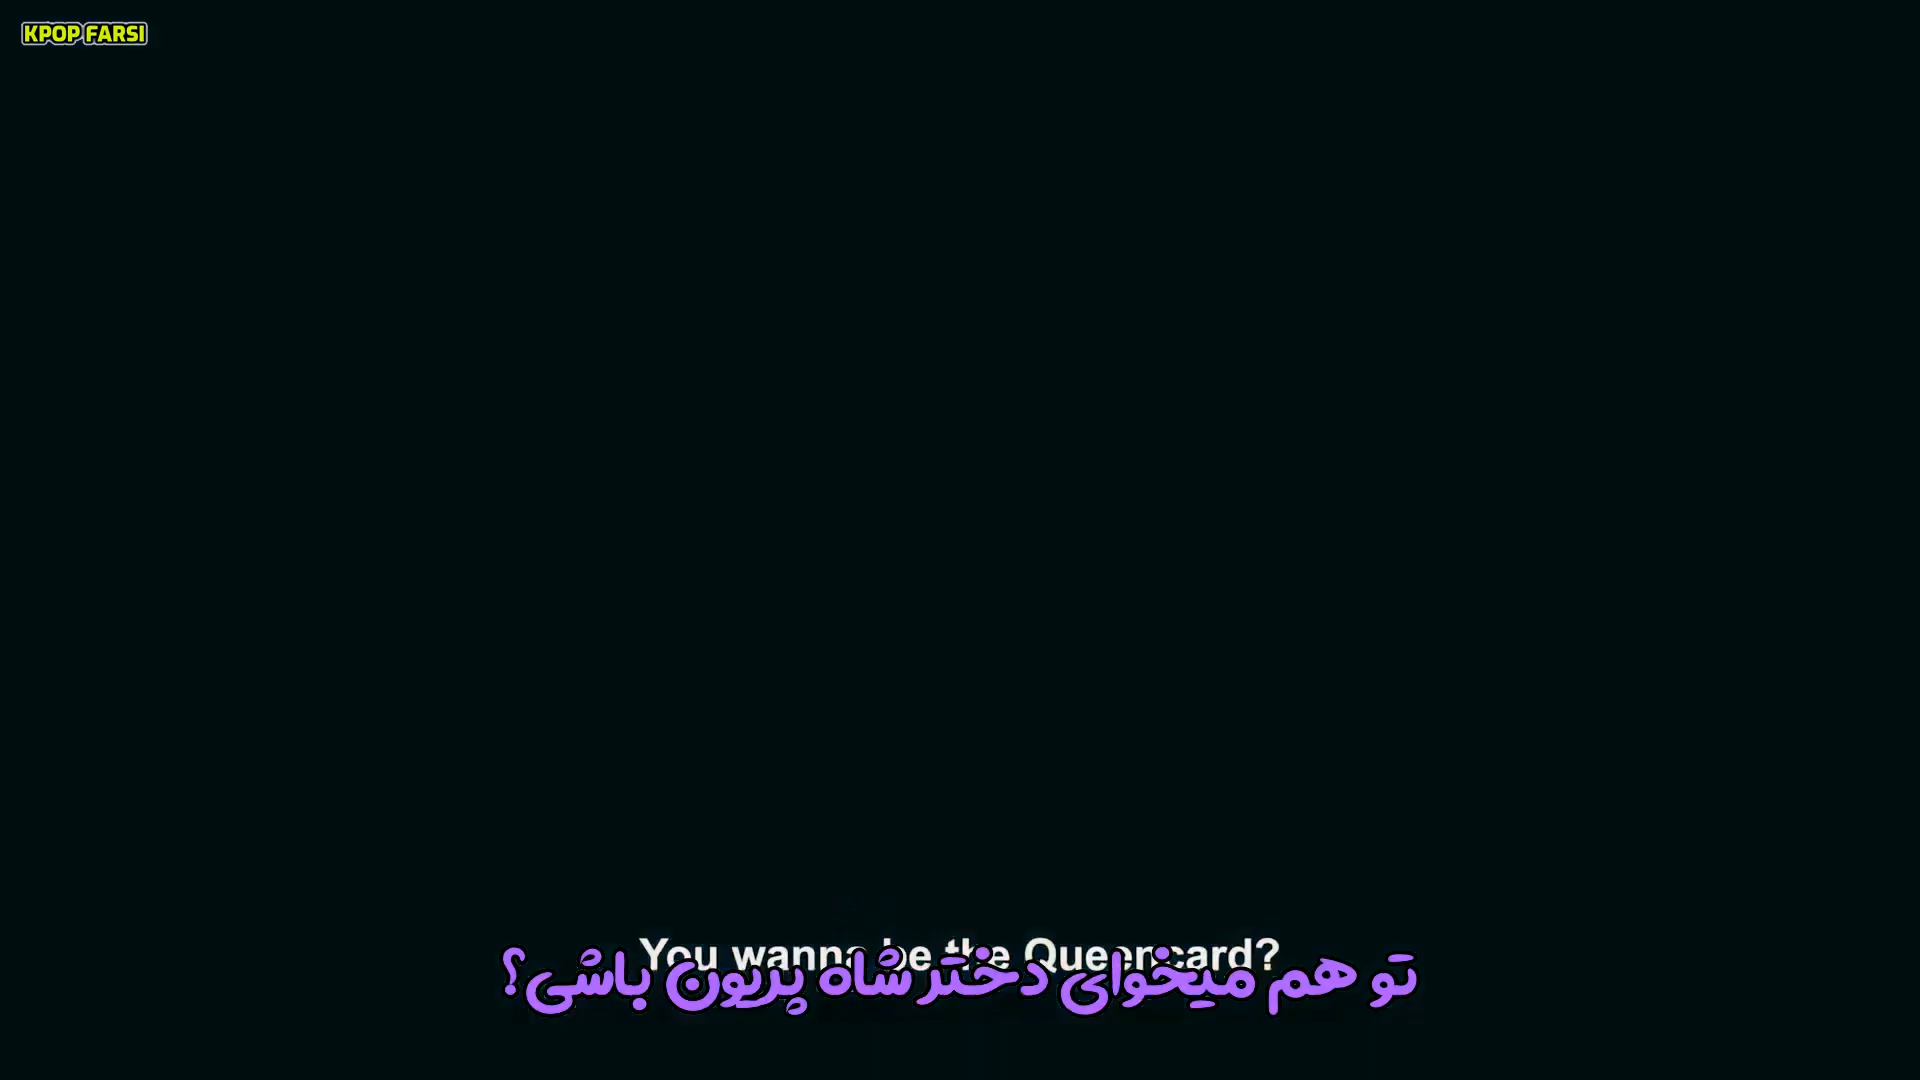 KPOP FARSI
You wanna be the Queencard?
تو هم میخوای دختر شاه پریون باشی؟